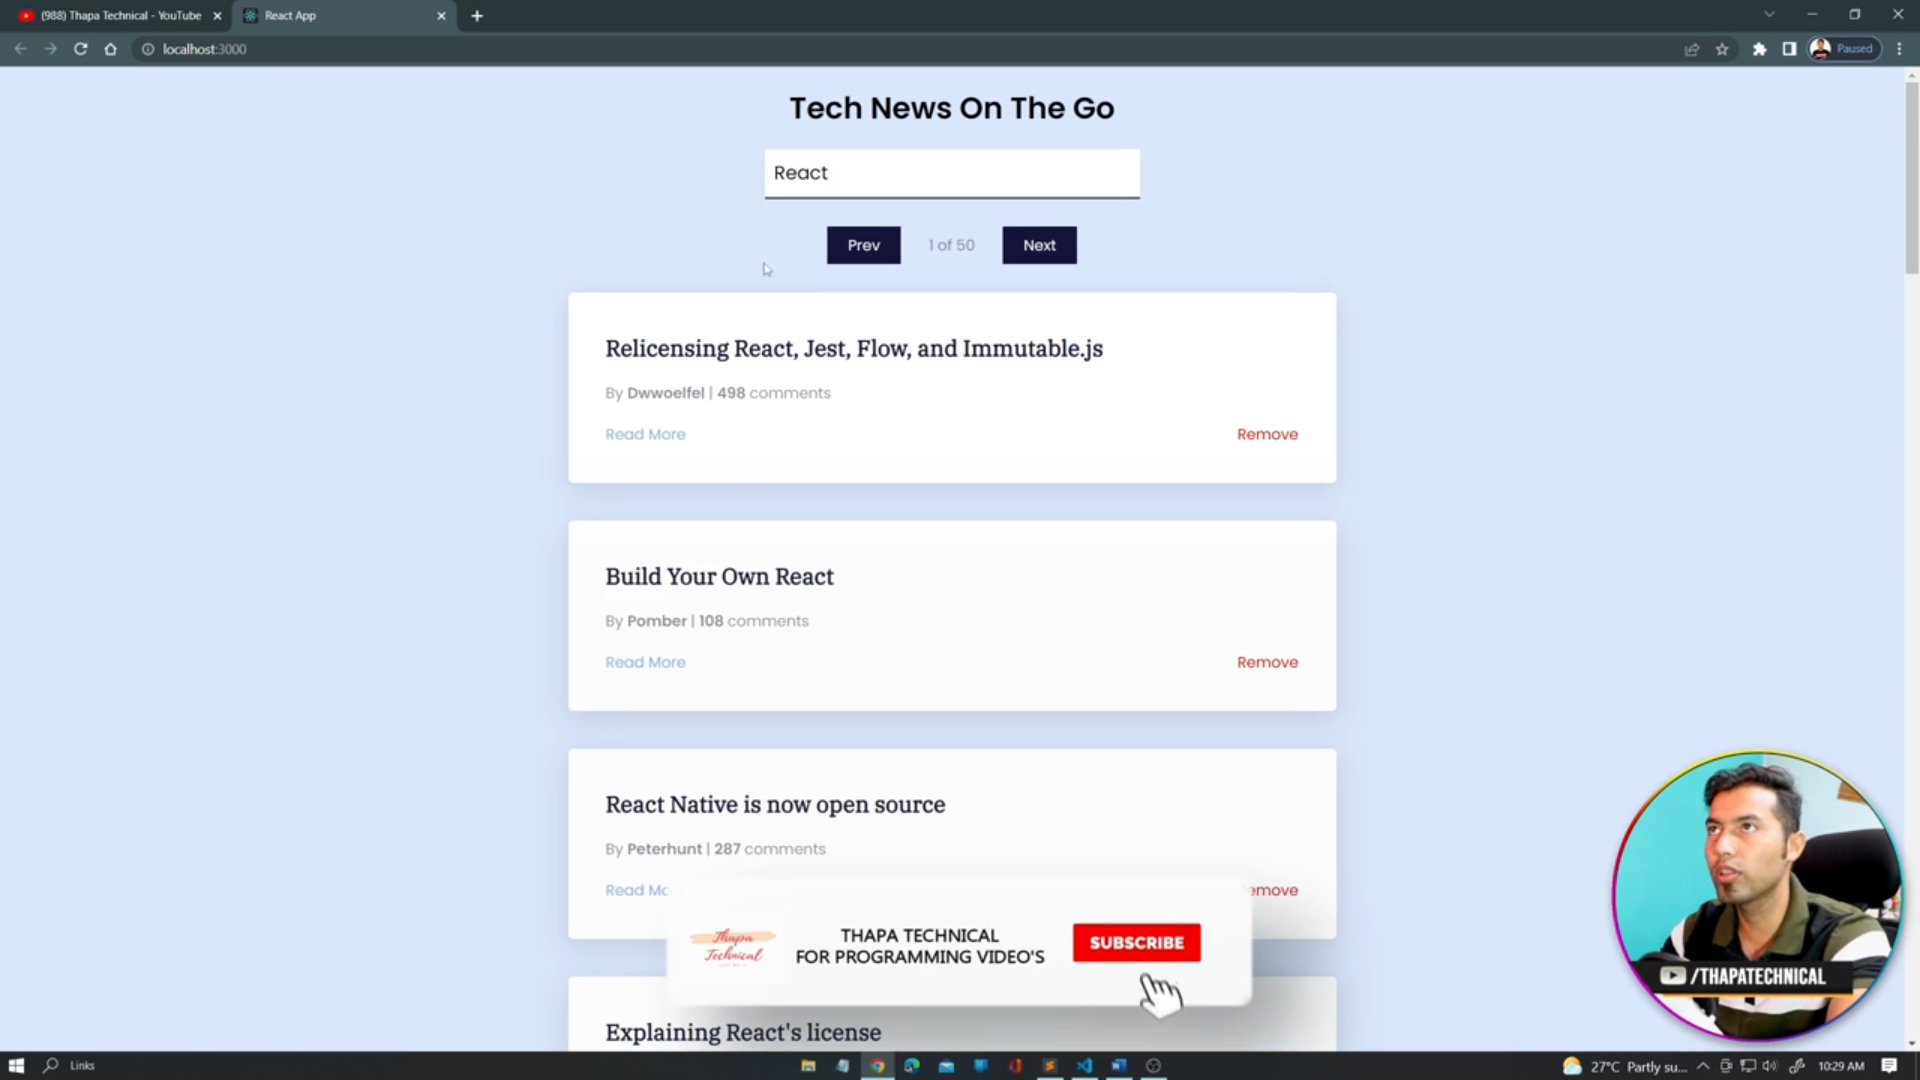 (988) Thapa Technical - YouTube
React App
localhost:3000
Paused
Tech News On The Go
React
Prev
1 of 50
Next
Relicensing React, Jest, Flow, and Immutable.js
By Dwwoelfel | 498 comments
Read More
Remove
Build Your Own React
By Pomber | 108 comments
Read More
Remove
React Native is now open source
By Peterhunt | 287 comments
Read Mo
emove
Thapa
Technical
THAPA TECHNICAL
FOR PROGRAMMING VIDEO'S
SUBSCRIBE
/THAPATECHNICAL
Explaining React's license
Links
27°C Partly su...
10:29 AM